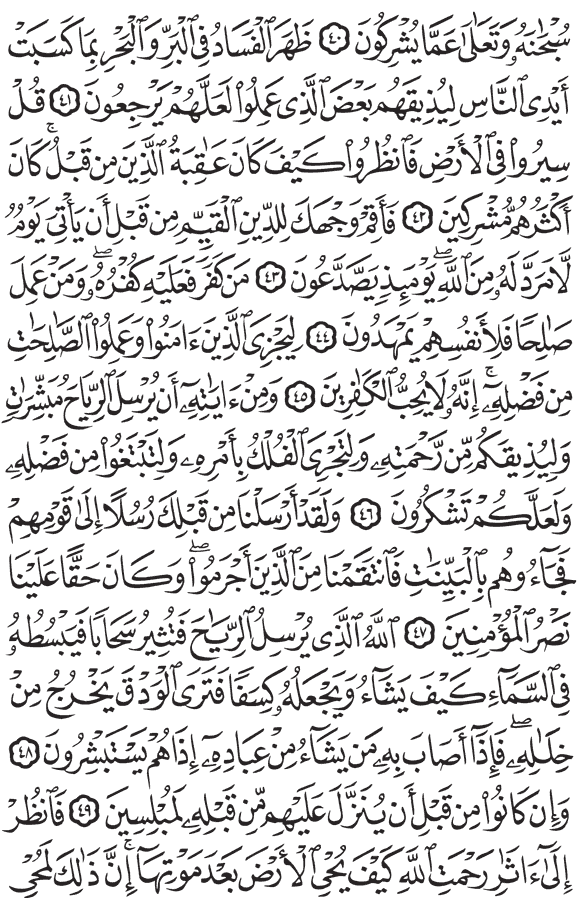 سُبْحَٰنَهُۥ وَتَعَٰلَىٰ عَمَّا يُشْرِكُونَ ٤٠ ظَهَرَ ٱلْفَسَادُ فِى ٱلْبَرِّ وَٱلْبَحْرِ بِمَا كَسَبَتْ
أَيْدِى ٱلنَّاسِ لِيُذِيقَهُم بَعْضَ ٱلَّذِى عَمِلُوا۟ لَعَلَّهُمْ يَرْجِعُونَ ٤١ قُلْ
سِيرُوا۟ فِى ٱلْأَرْضِ فَٱنظُرُوا۟ كَيْفَ كَانَ عَٰقِبَةُ ٱلَّذِينَ مِن قَبْلُ ۚ كَانَ
أَكْثَرُهُم مُّشْرِكِينَ ٤٢ فَأَقِمْ وَجْهَكَ لِلدِّينِ ٱلْقَيِّمِ مِن قَبْلِ أَن يَأْتِىَ يَوْمٌ
لَّا مَرَدَّ لَهُۥ مِنَ ٱللَّهِ ۖ يَوْمَئِذٍ يَصَّدَّعُونَ ٤٣ مَن كَفَرَ فَعَلَيْهِ كُفْرُهُۥ ۖ وَمَنْ عَمِلَ
صَٰلِحًا فَلِأَنفُسِهِمْ يَمْهَدُونَ ٤٤ لِيَجْزِىَ ٱلَّذِينَ ءَامَنُوا۟ وَعَمِلُوا۟ ٱلصَّٰلِحَٰتِ
مِن فَضْلِهِۦٓ ۚ إِنَّهُۥ لَا يُحِبُّ ٱلْكَٰفِرِينَ ٤٥ وَمِنْ ءَايَٰتِهِۦٓ أَن يُرْسِلَ ٱلرِّيَاحَ مُبَشِّرَٰتٍ
وَلِيُذِيقَكُم مِّن رَّحْمَتِهِۦ وَلِتَجْرِىَ ٱلْفُلْكُ بِأَمْرِهِۦ وَلِتَبْتَغُوا۟ مِن فَضْلِهِۦ
وَلَعَلَّكُمْ تَشْكُرُونَ ٤٦ وَلَقَدْ أَرْسَلْنَا مِن قَبْلِكَ رُسُلًا إِلَىٰ قَوْمِهِمْ
فَجَآءُوهُم بِٱلْبَيِّنَٰتِ فَٱنتَقَمْنَا مِنَ ٱلَّذِينَ أَجْرَمُوا۟ ۖ وَكَانَ حَقًّا عَلَيْنَا
نَصْرُ ٱلْمُؤْمِنِينَ ٤٧ ٱللَّهُ ٱلَّذِى يُرْسِلُ ٱلرِّيَٰحَ فَتُثِيرُ سَحَابًا فَيَبْسُطُهُۥ
فِى ٱلسَّمَآءِ كَيْفَ يَشَآءُ وَيَجْعَلُهُۥ كِسَفًا فَتَرَى ٱلْوَدْقَ يَخْرُجُ مِنْ
خِلَٰلِهِۦ ۖ فَإِذَآ أَصَابَ بِهِۦ مَن يَشَآءُ مِنْ عِبَادِهِۦٓ إِذَا هُمْ يَسْتَبْشِرُونَ ٤٨
وَإِن كَانُوا۟ مِن قَبْلِ أَن يُنَزَّلَ عَلَيْهِم مِّن قَبْلِهِۦ لَمُبْلِسِينَ ٤٩ فَٱنظُرْ
إِلَىٰٓ ءَاثَٰرِ رَحْمَتِ ٱللَّهِ كَيْفَ يُحْىِ ٱلْأَرْضَ بَعْدَ مَوْتِهَآ ۚ إِنَّ ذَٰلِكَ لَمُحْىِ